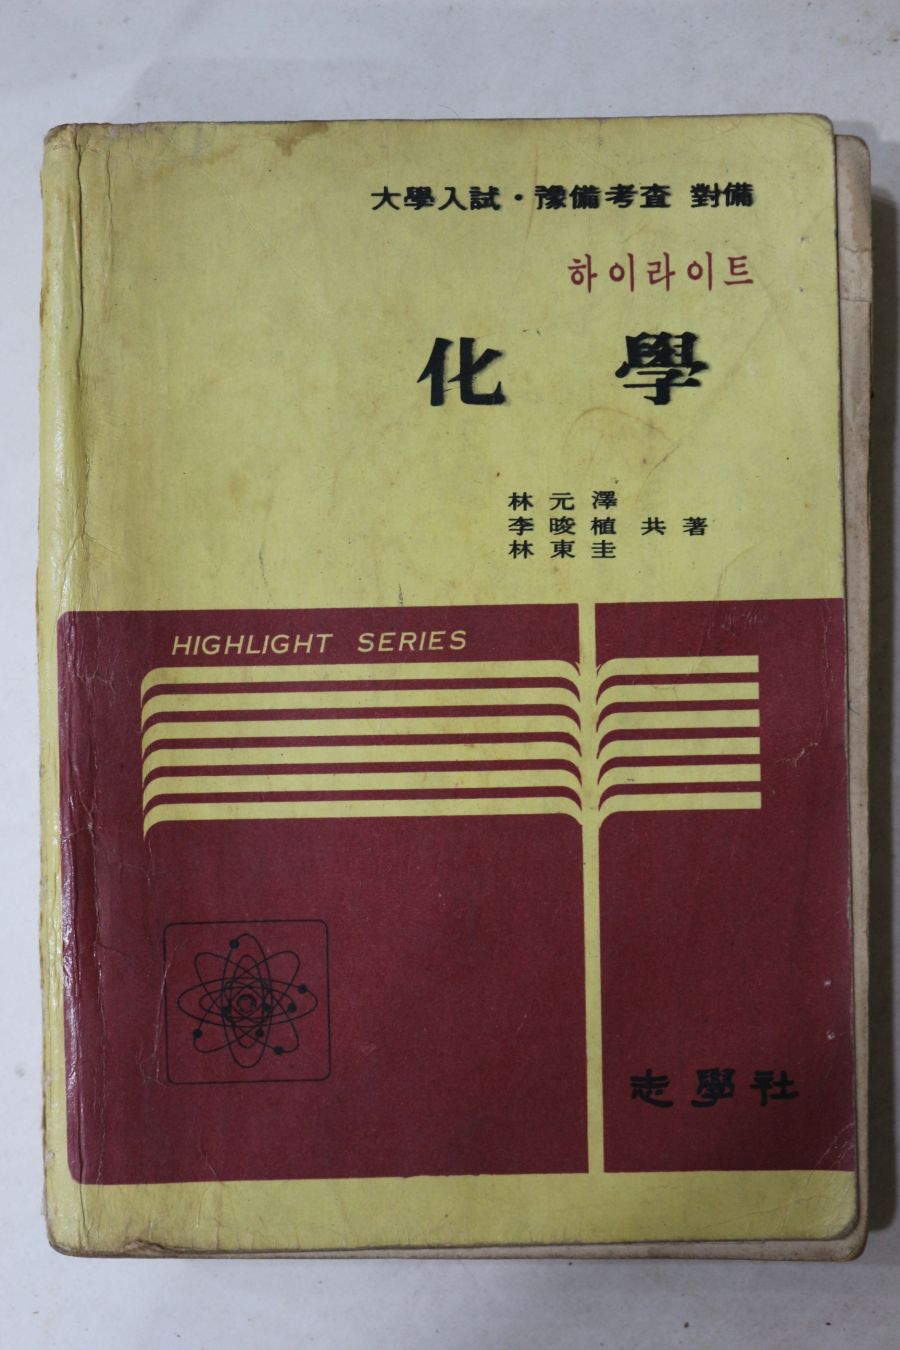 大學入試·豫備考査 對備
하이라이트
化學
林元澤
李晙植 共著
林東圭
HIGHLIGHT SERIES
志學社